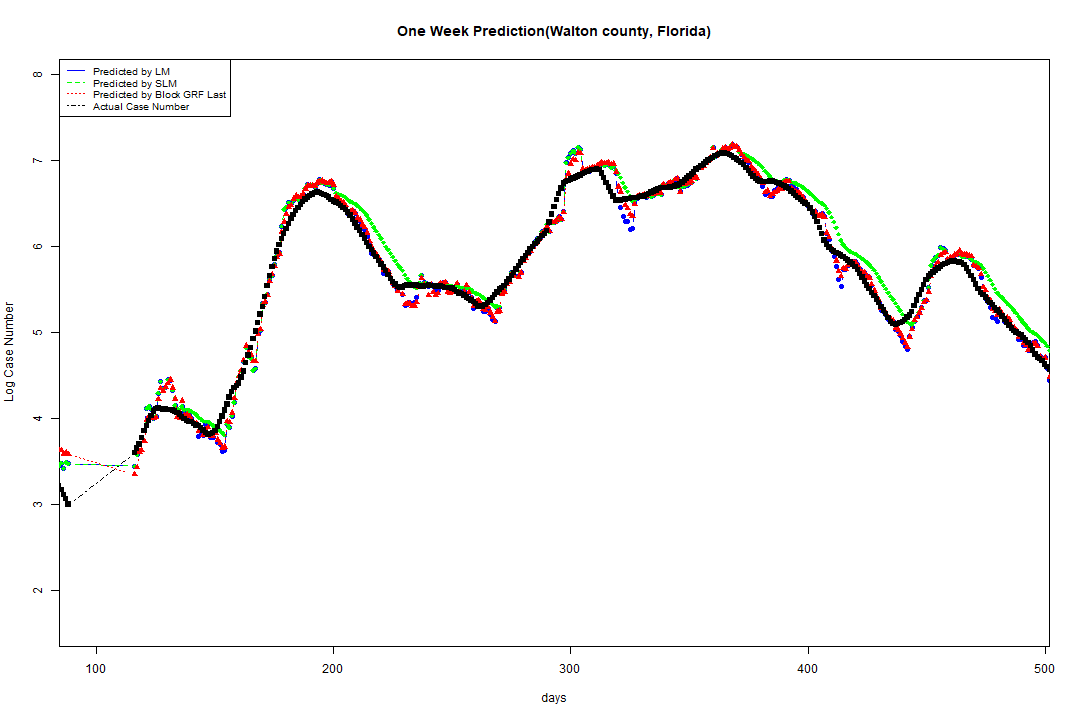 One Week Prediction(Walton county, Florida)
Predicted by LM
Predicted by SLM
Predicted by Block GRF Last
Actual Case Number
8
7
6
5
4
3
2
Log Case Number
100 200 300 400 500
days